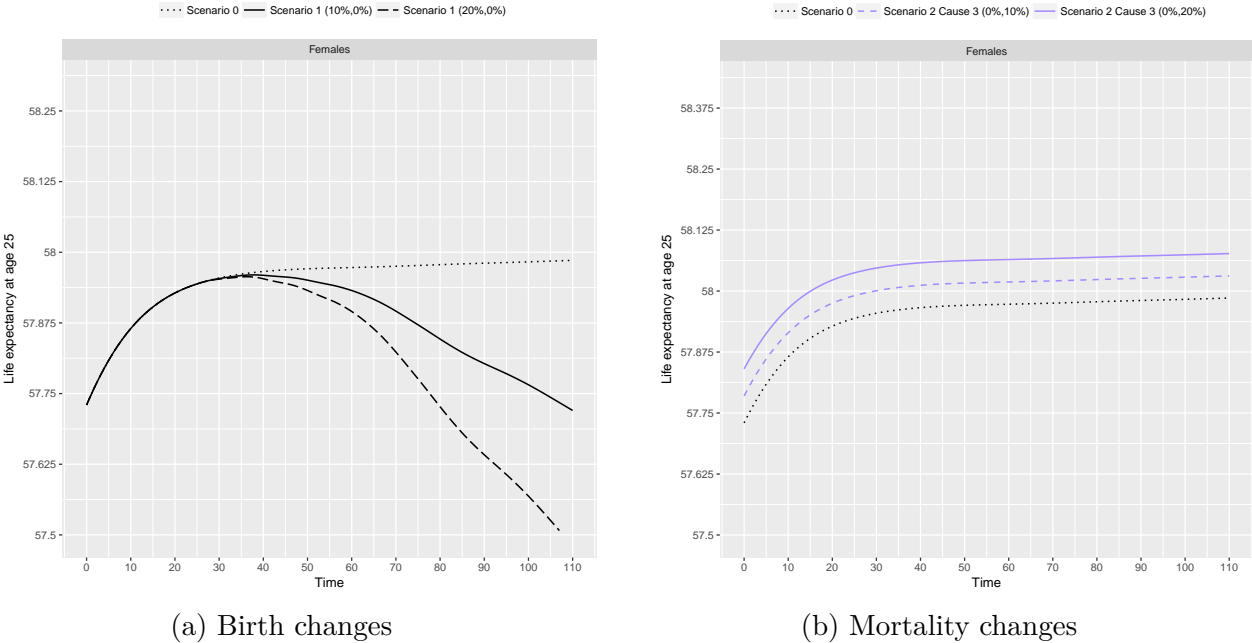 Scenario 0 Scenario 1 (10%,0%) Scenario 1 (20%,0%)
Females
Life expectancy at age 25
58.25
58.125
58
57.875
57.75
57.625
57.5
0 10 20 30 40 50 60 70 80 90 100 110
Time
(a) Birth changes
Scenario 0 Scenario 2 Cause 3 (0%,10%) Scenario 2 Cause 3 (0%,20%)
Females
Life expectancy at age 25
58.375
58.25
58.125
58
57.875
57.75
57.625
57.5
0 10 20 30 40 50 60 70 80 90 100 110
Time
(b) Mortality changes